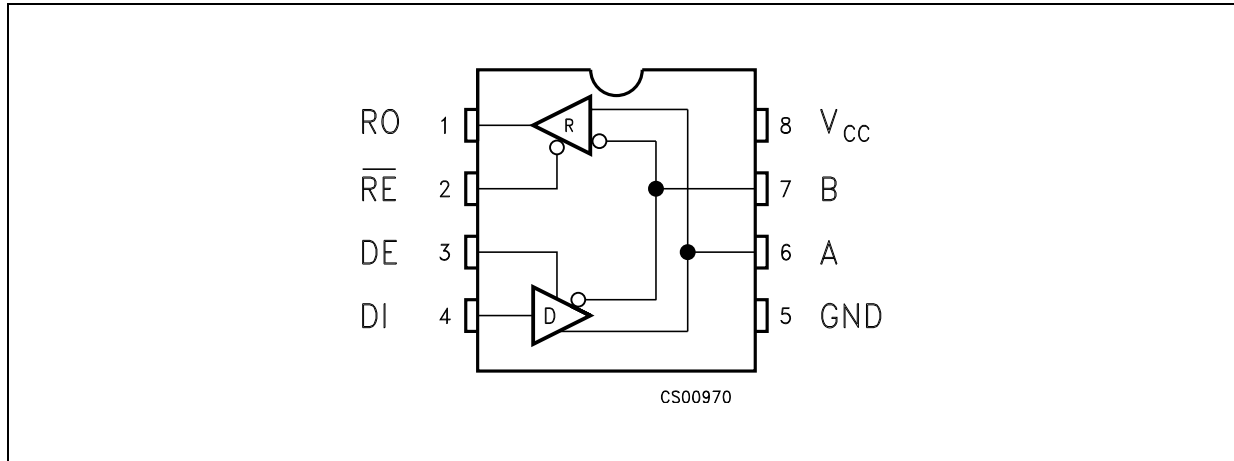 RO 1 R 8 VCC
RE 2 7 B
DE 3 6 A
DI 4 D 5 GND
CS00970